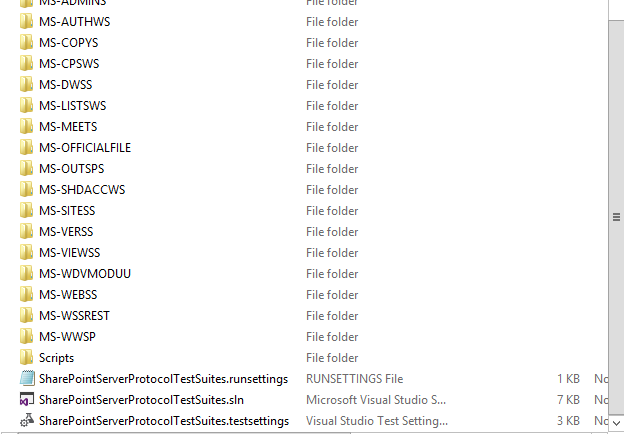 MS-ADMINS File folder
MS-AUTHWS File folder
MS-COPYS File folder
MS-CPSWS File folder
MS-DWSS File folder
MS-LISTSWS File folder
MS-MEETS File folder
MS-OFFICIALFILE File folder
MS-OUTSPS File folder
MS-SHDACCWS File folder
MS-SITESS File folder
MS-VERSS File folder
MS-VIEWSS File folder
MS-WDVMODUU File folder
MS-WEBSS File folder
MS-WSSREST File folder
MS-WWSP File folder
Scripts File folder
SharePointServerProtocolTestSuites.runsettings RUNSETTINGS File 1 KB No
SharePointServerProtocolTestSuites.sln Microsoft Visual Studio S... 7 KB No
SharePointServerProtocolTestSuites.testsettings Visual Studio Test Setting... 3 KB No